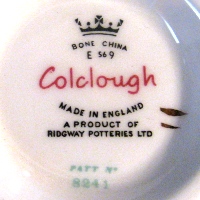 BONE CHINA
E 569
Colclough
MADE IN ENGLAND
A PRODUCT OF
RIDGWAY POTTERIES LTD
PATT Nº
8241